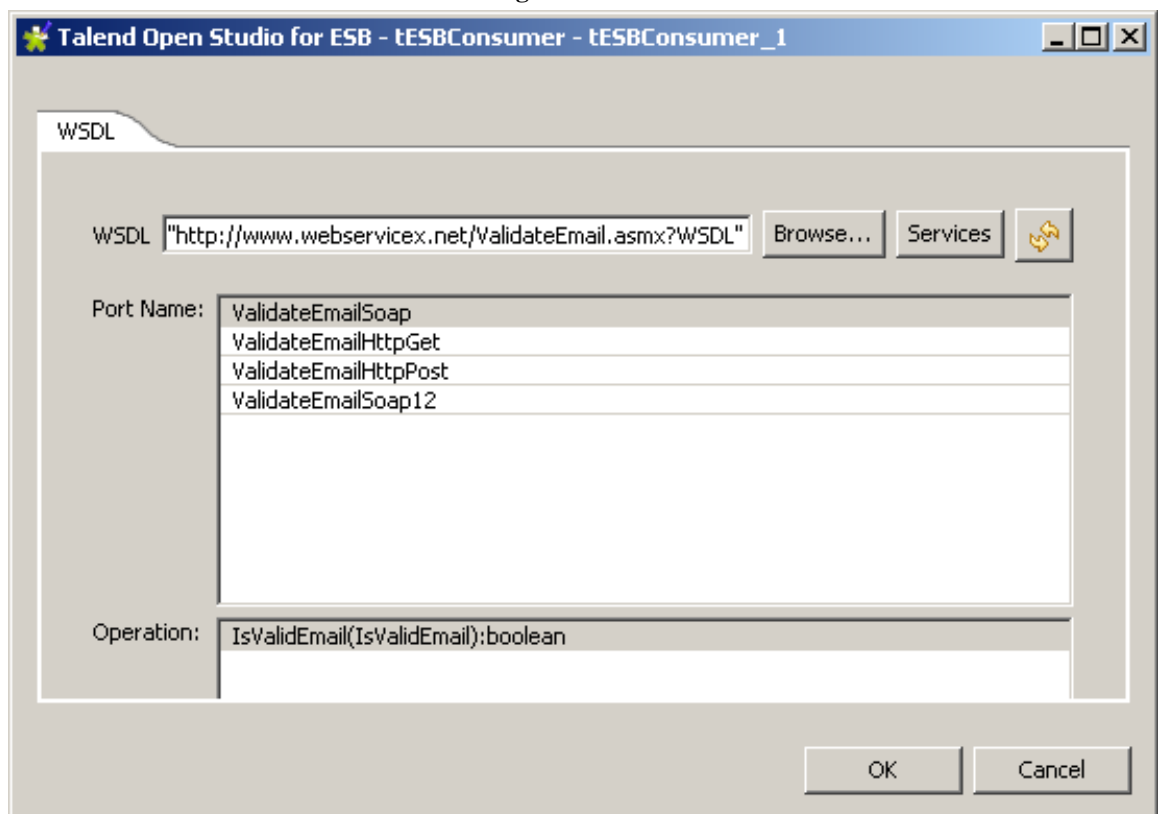 Talend Open Studio for ESB - tESBConsumer - tESBConsumer_1
WSDL
WSDL "http://www.webservicex.net/ValidateEmail.asmx?WSDL" Browse... Services
Port Name: ValidateEmailSoap
ValidateEmailHttpGet
ValidateEmailHttpPost
ValidateEmailSoap12
Operation: IsValidEmail(IsValidEmail):boolean
OK Cancel